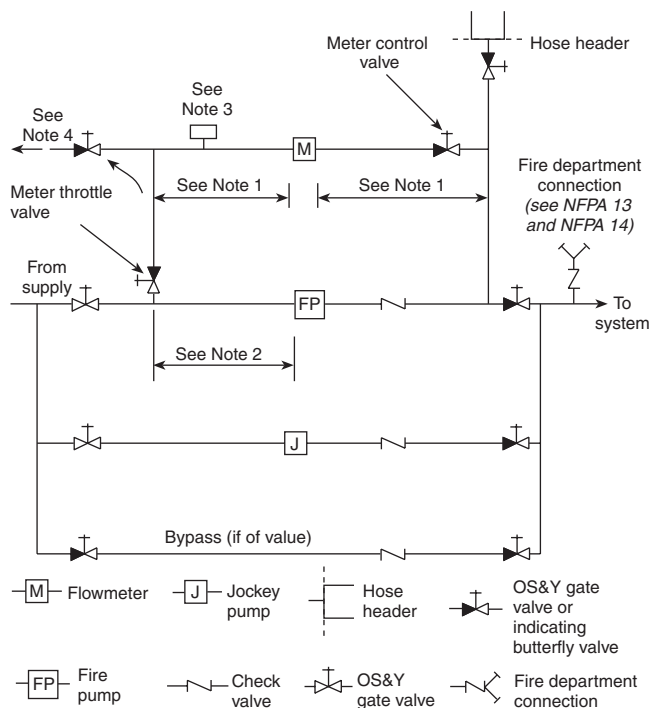 Meter control
valve
Hose header
See
Note 3
See
Note 4
M
See Note 1
See Note 1
Fire department
connection
(see NFPA 13
and NFPA 14)
Meter throttle
valve
From
supply
FP
To
system
See Note 2
J
Bypass (if of value)
M Flowmeter
J Jockey
pump
Hose
header
OS&Y gate
valve or
indicating
butterfly valve
FP Fire
pump
Check
valve
OS&Y
gate valve
Fire department
connection